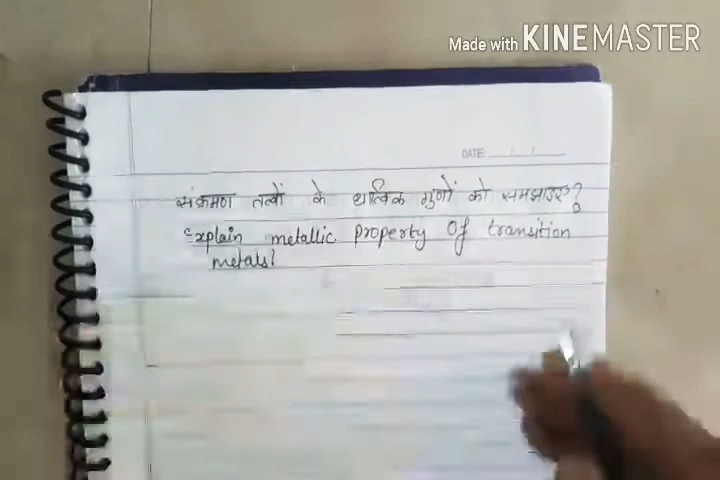 Made with KINEMASTER
DATE:
संक्रमण तत्वों के धात्विक गुणों को समझाइए?
Explain metallic property Of transition
metals?